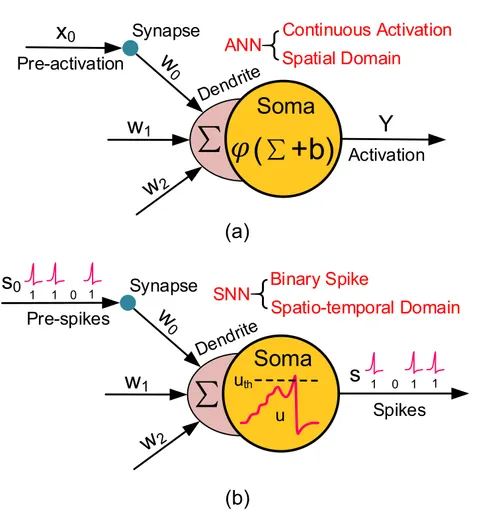 x₀
Synapse
Pre-activation
w₀
Dendrite
ANN
Continuous Activation
Spatial Domain
w₁
w₂
Σ
Soma
φ(Σ+b)
Y
Activation
(a)
s₀
1 1 0 1
Pre-spikes
Synapse
w₀
Dendrite
SNN
Binary Spike
Spatio-temporal Domain
w₁
w₂
Σ
Soma
uth
u
s
1 0 1 1
Spikes
(b)